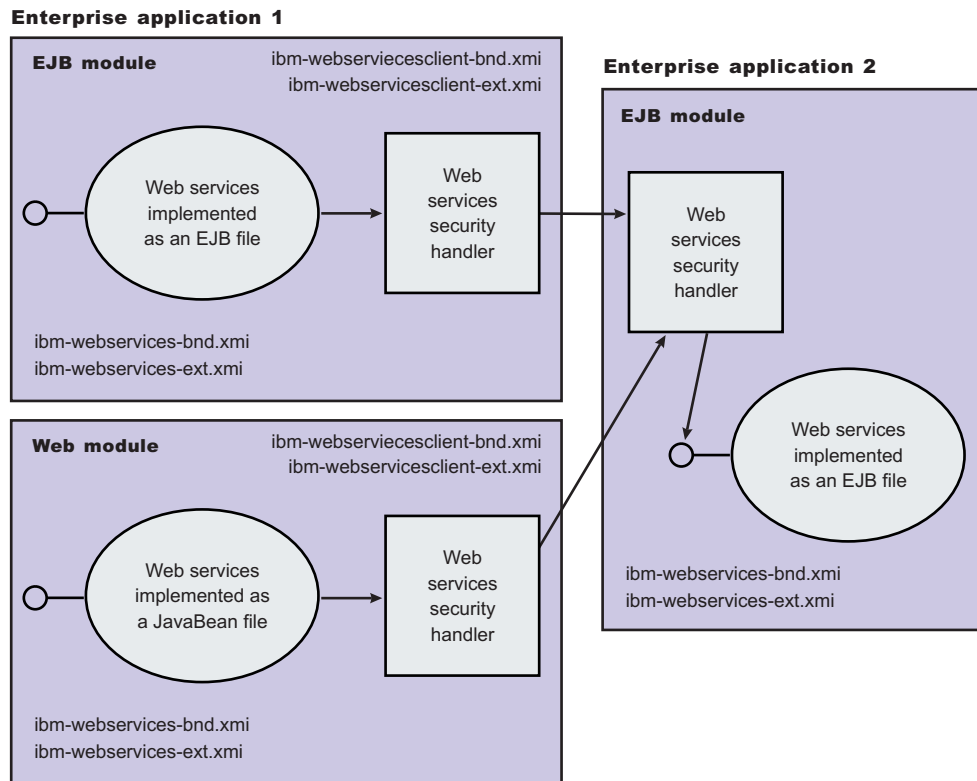 Enterprise application 1
EJB module
ibm-webserviecesclient-bnd.xmi
ibm-webservicesclient-ext.xmi
Web services
implemented
as an EJB file
Web
services
security
handler
ibm-webservices-bnd.xmi
ibm-webservices-ext.xmi
Web module
ibm-webserviecesclient-bnd.xmi
ibm-webservicesclient-ext.xmi
Web services
implemented as
a JavaBean file
Web
services
security
handler
ibm-webservices-bnd.xmi
ibm-webservices-ext.xmi
Enterprise application 2
EJB module
Web
services
security
handler
Web services
implemented
as an EJB file
ibm-webservices-bnd.xmi
ibm-webservices-ext.xmi